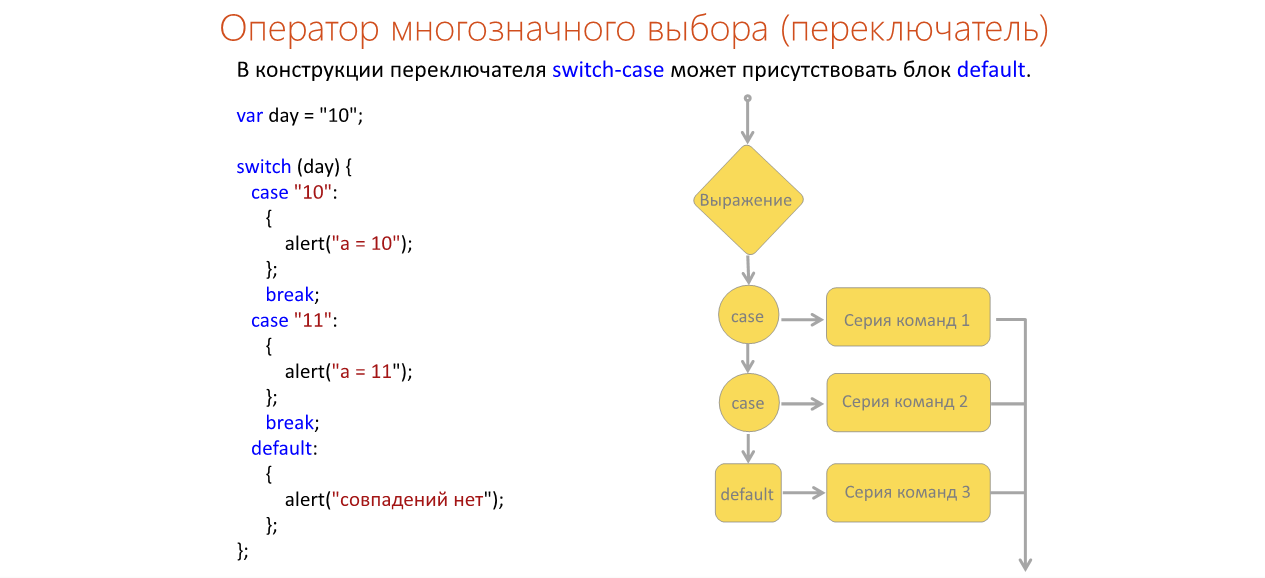 Оператор многозначного выбора (переключатель)
В конструкции переключателя switch-case может присутствовать блок default.
var day = "10";
switch (day) {
case "10":
{
alert("a = 10");
};
break;
case "11":
{
alert("a = 11");
};
break;
default:
{
alert("совпадений нет");
};
};
Выражение
case
Серия команд 1
case
Серия команд 2
default
Серия команд 3